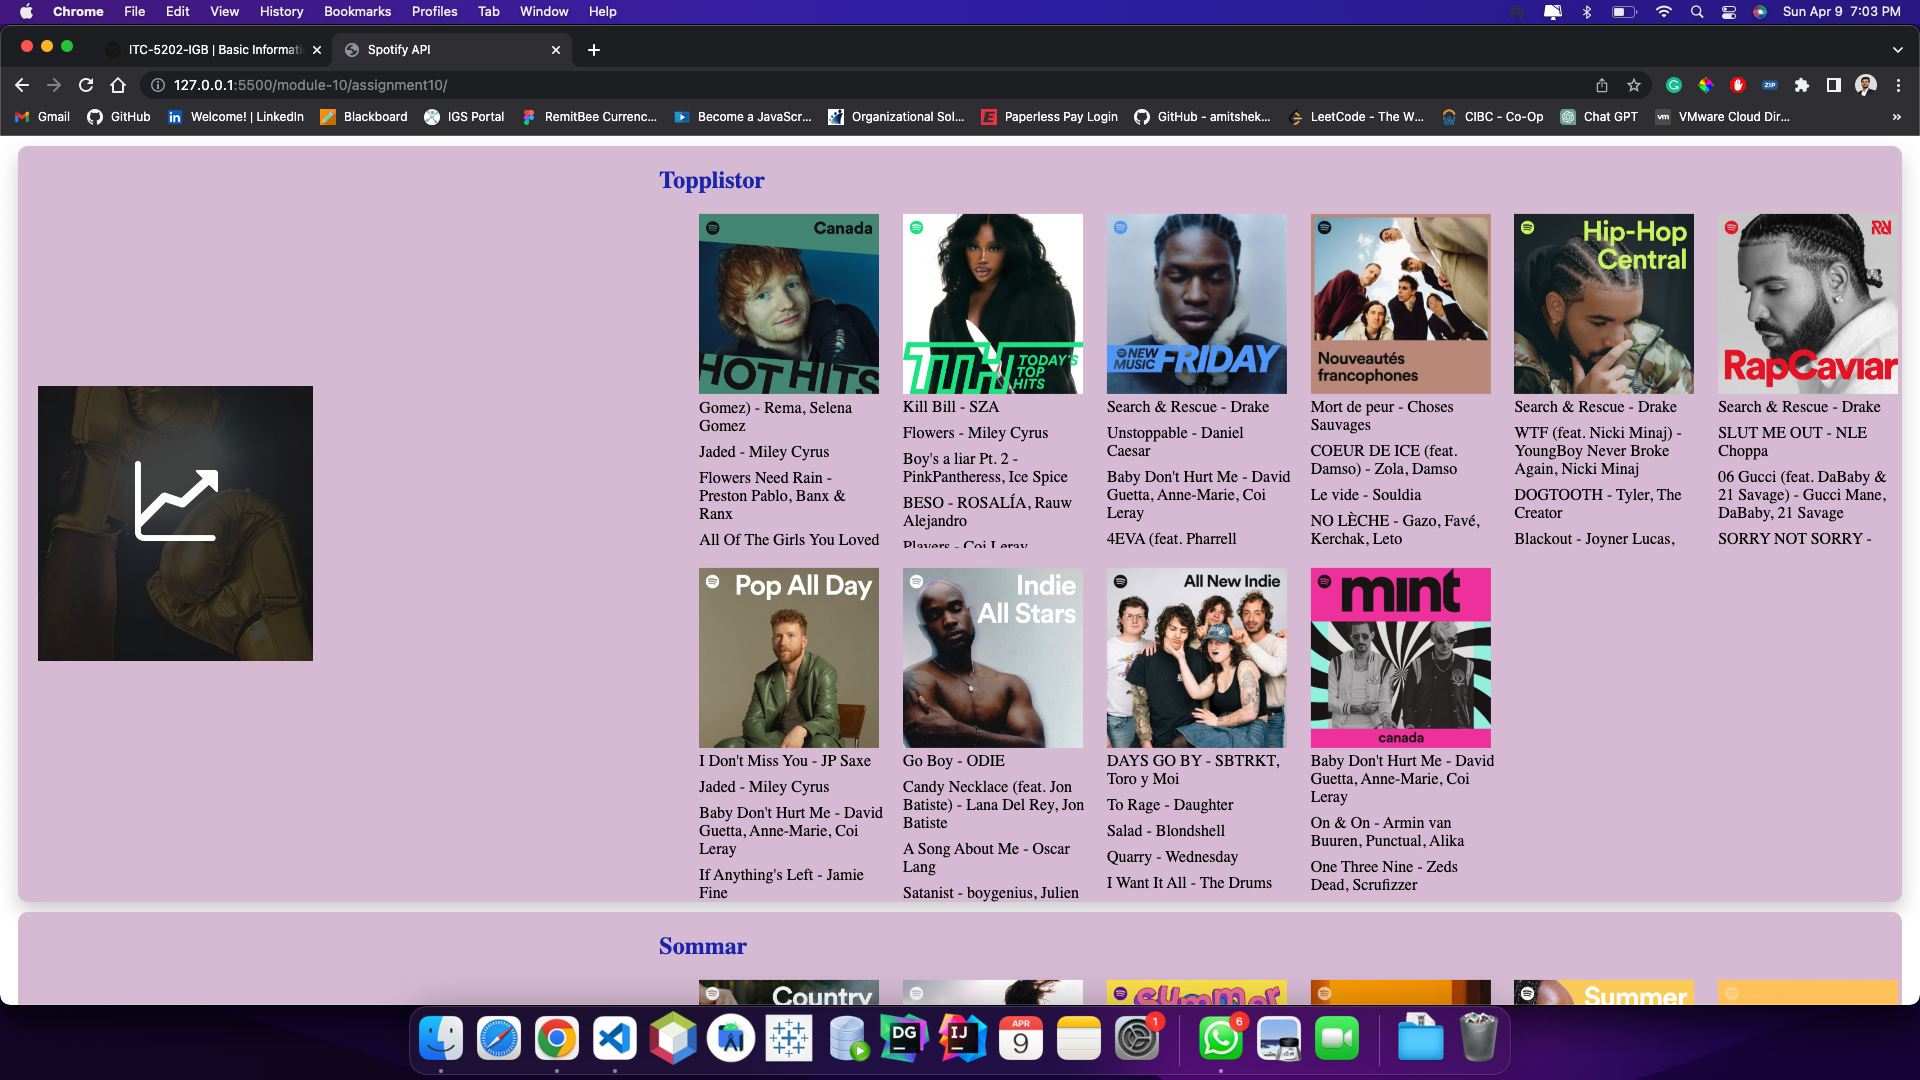 Chrome File Edit View History Bookmarks Profiles Tab Window Help Sun Apr 9 7:03 PM
ITC-5202-IGB | Basic Informati
Spotify API
127.0.0.1:5500/module-10/assignment10/
ZIP
Gmail
GitHub
Welcome! | LinkedIn
Blackboard
IGS Portal
RemitBee Currenc...
Become a JavaScr...
Organizational Sol...
Paperless Pay Login
GitHub - amitshek...
LeetCode - The W...
CIBC - Co-Op
Chat GPT
vm
VMware Cloud Dir...
»
Topplistor
Canada
HOT HITS
Gomez) - Rema, Selena
Gomez
Jaded - Miley Cyrus
Flowers Need Rain -
Preston Pablo, Banx &
Ranx
All Of The Girls You Loved
TTH TODAY'S
TOP
HITS
Kill Bill - SZA
Flowers - Miley Cyrus
Boy's a liar Pt. 2 -
PinkPantheress, Ice Spice
BESO - ROSALÍA, Rauw
Alejandro
Players - Coi Leray
NEW
MUSIC FRIDAY
Search & Rescue - Drake
Unstoppable - Daniel
Caesar
Baby Don't Hurt Me - David
Guetta, Anne-Marie, Coi
Leray
4EVA (feat. Pharrell
Nouveautés
francophones
Mort de peur - Choses
Sauvages
COEUR DE ICE (feat.
Damso) - Zola, Damso
Le vide - Souldia
NO LÈCHE - Gazo, Favé,
Kerchak, Leto
Hip-Hop
Central
Search & Rescue - Drake
WTF (feat. Nicki Minaj) -
YoungBoy Never Broke
Again, Nicki Minaj
DOGTOOTH - Tyler, The
Creator
Blackout - Joyner Lucas,
RapCaviar
Search & Rescue - Drake
SLUT ME OUT - NLE
Choppa
06 Gucci (feat. DaBaby &
21 Savage) - Gucci Mane,
DaBaby, 21 Savage
SORRY NOT SORRY -
Pop All Day
I Don't Miss You - JP Saxe
Jaded - Miley Cyrus
Baby Don't Hurt Me - David
Guetta, Anne-Marie, Coi
Leray
If Anything's Left - Jamie
Fine
Indie
All Stars
Go Boy - ODIE
Candy Necklace (feat. Jon
Batiste) - Lana Del Rey, Jon
Batiste
A Song About Me - Oscar
Lang
Satanist - boygenius, Julien
All New Indie
DAYS GO BY - SBTRKT,
Toro y Moi
To Rage - Daughter
Salad - Blondshell
Quarry - Wednesday
I Want It All - The Drums
mint
canada
Baby Don't Hurt Me - David
Guetta, Anne-Marie, Coi
Leray
On & On - Armin van
Buuren, Punctual, Alika
One Three Nine - Zeds
Dead, Scrufizzer
Sommar
Country
summer
Summer
DG
IJ
APR
9
1
6